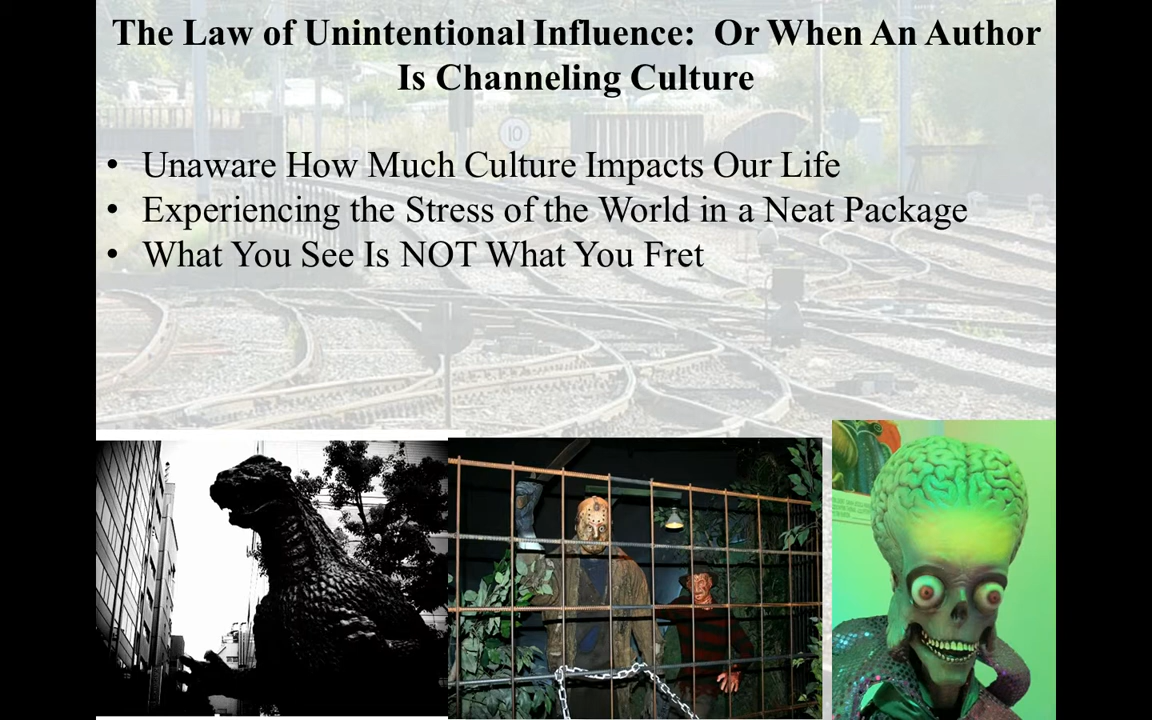 The Law of Unintentional Influence: Or When An Author
Is Channeling Culture
10
• Unaware How Much Culture Impacts Our Life
• Experiencing the Stress of the World in a Neat Package
• What You See Is NOT What You Fret